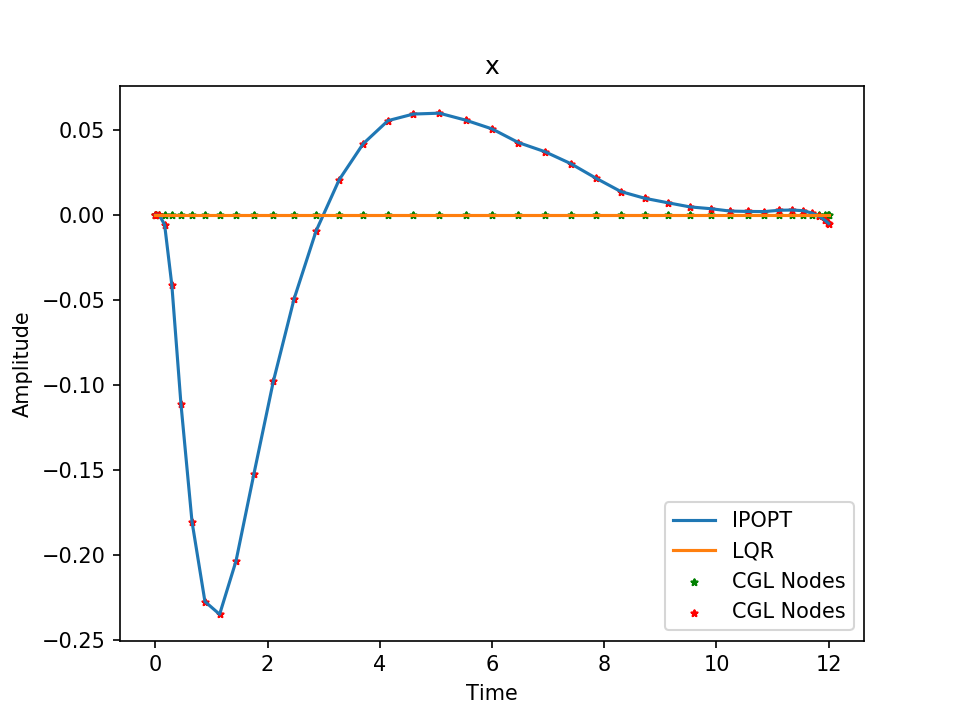 x
0.05
0.00
−0.05
−0.10
−0.15
−0.20
−0.25
Amplitude
0 2 4 6 8 10 12
Time
IPOPT
LQR
CGL Nodes
CGL Nodes